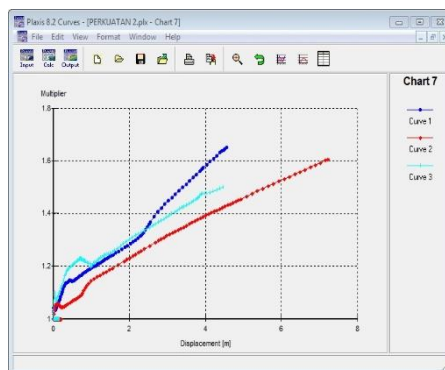 Plaxis 8.2 Curves - [PERKUATAN 2.plx - Chart 7]
File Edit View Format Window Help
Input Calc Output
Chart 7
Multiplier
1.8
Curve 1
1.6
Curve 2
Curve 3
1.4
1.2
1
0 2 4 6 8
Displacement [m]